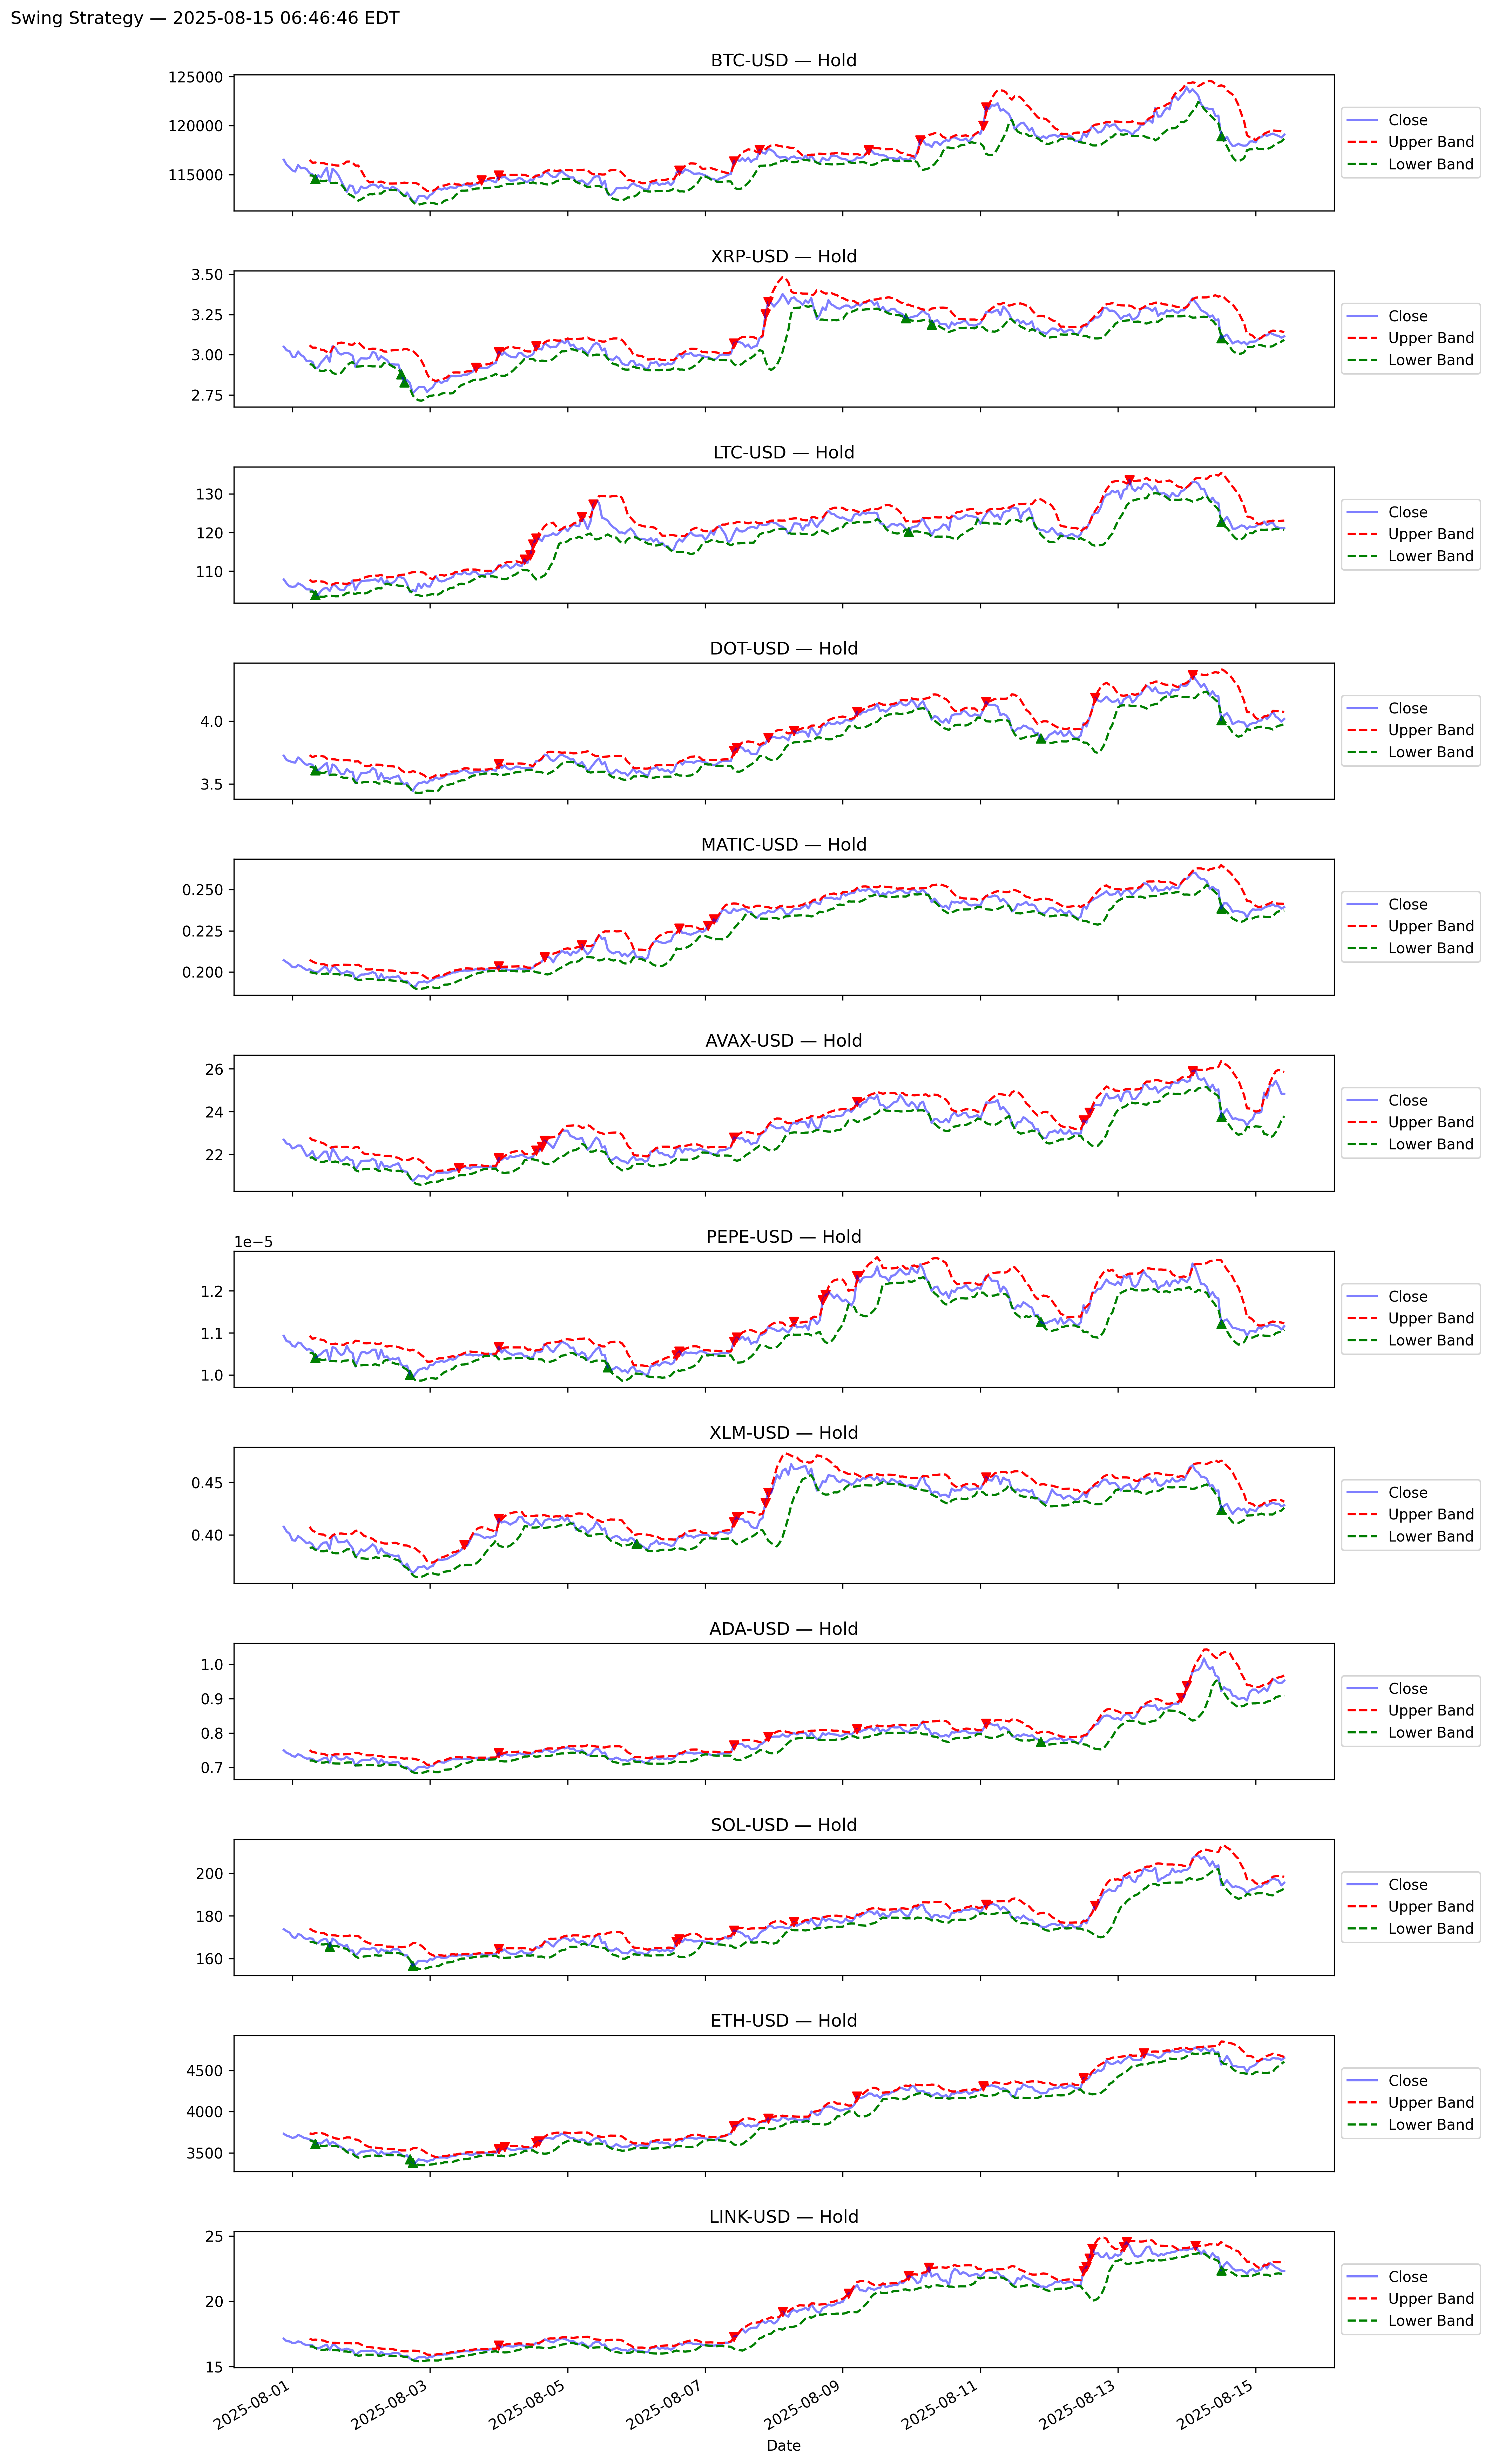 Swing Strategy — 2025-08-15 06:46:46 EDT
BTC-USD — Hold
125000
120000
115000
Close
Upper Band
Lower Band
XRP-USD — Hold
3.50
3.25
3.00
2.75
Close
Upper Band
Lower Band
LTC-USD — Hold
130
120
110
Close
Upper Band
Lower Band
DOT-USD — Hold
4.0
3.5
Close
Upper Band
Lower Band
MATIC-USD — Hold
0.250
0.225
0.200
Close
Upper Band
Lower Band
AVAX-USD — Hold
26
24
22
Close
Upper Band
Lower Band
PEPE-USD — Hold
1e−5
1.2
1.1
1.0
Close
Upper Band
Lower Band
XLM-USD — Hold
0.45
0.40
Close
Upper Band
Lower Band
ADA-USD — Hold
1.0
0.9
0.8
0.7
Close
Upper Band
Lower Band
SOL-USD — Hold
200
180
160
Close
Upper Band
Lower Band
ETH-USD — Hold
4500
4000
3500
Close
Upper Band
Lower Band
LINK-USD — Hold
25
20
15
Close
Upper Band
Lower Band
2025-08-01
2025-08-03
2025-08-05
2025-08-07
2025-08-09
2025-08-11
2025-08-13
2025-08-15
Date